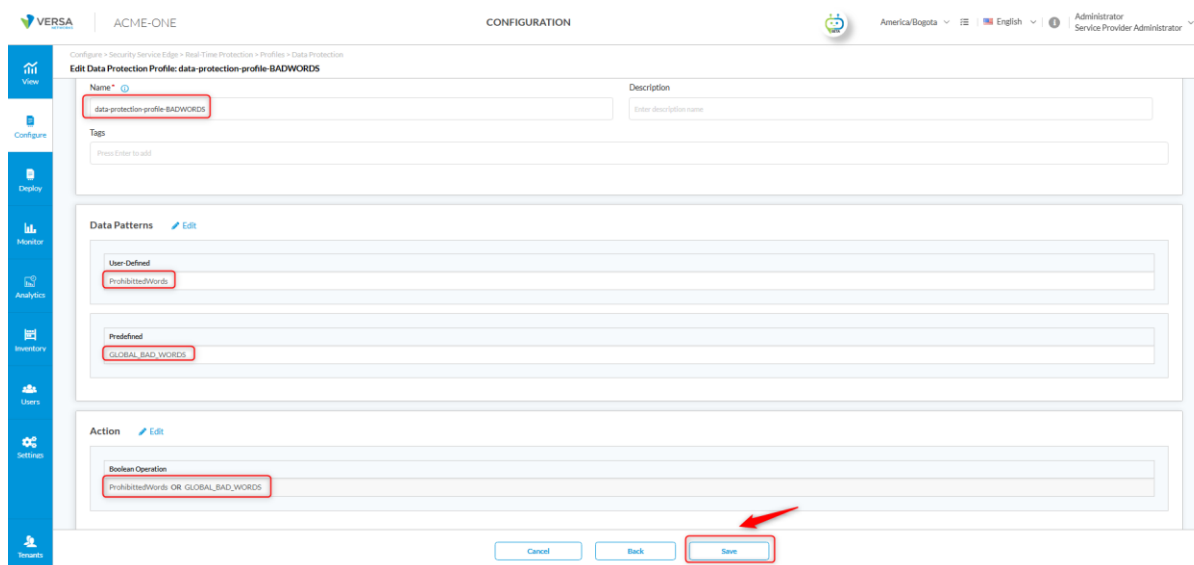 VERSA
NETWORKS
ACME-ONE
CONFIGURATION
America/Bogota
English
Administrator
Service Provider Administrator
Configure > Security Service Edge > Real-Time Protection > Profiles > Data Protection
Edit Data Protection Profile: data-protection-profile-BADWORDS
View
Configure
Deploy
Monitor
Analytics
Inventory
Users
Settings
Tenants
Name*
Description
data-protection-profile-BADWORDS
Enter description name
Tags
Press Enter to add
Data Patterns
Edit
User-Defined
ProhibittedWords
Predefined
GLOBAL_BAD_WORDS
Action
Edit
Boolean Operation
ProhibittedWords OR GLOBAL_BAD_WORDS
Cancel
Back
Save